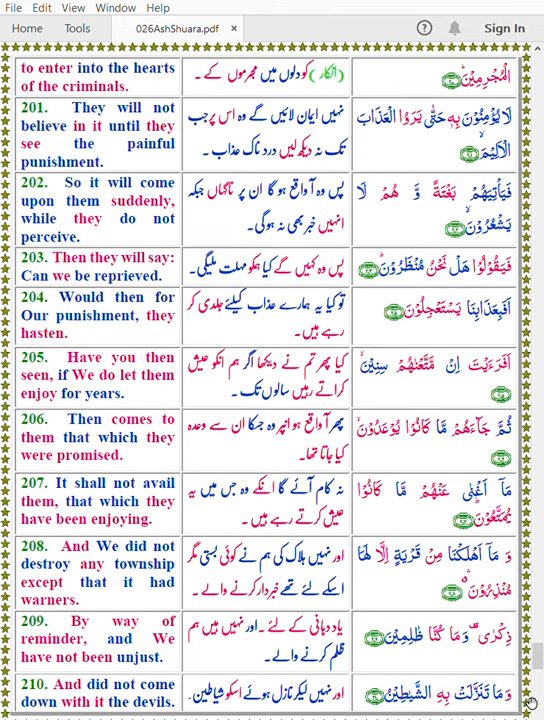 File Edit View Window Help
Home Tools 026AshShuara.pdf × ? Sign In
to enter into the hearts
of the criminals.
(انکار) کو دلوں میں مجرموں کے ۔
الْمُجْرِمِيْنَ
201. They will not
believe in it until they
see the painful
punishment.
نہیں ایمان لائیں گے وہ اس پر جب
تک نہ دیکھ لیں درد ناک عذاب ۔
لَا يُؤْمِنُوْنَ بِهٖ حَتّٰى يَرَوُا الْعَذَابَ
الْاَلِيْمَ
202. So it will come
upon them suddenly,
while they do not
perceive.
پس وہ آ واقع ہو گا ان پر ناگہاں جبکہ
انہیں خبر بھی نہ ہوگی۔
فَيَاْتِيَهُمْ بَغْتَةً وَّ هُمْ لَا
يَشْعُرُوْنَ
203. Then they will say:
Can we be reprieved.
پس وہ کہیں گے کیا ہمکو مہلت ملیگی۔
فَيَقُوْلُوْا هَلْ نَحْنُ مُنْظَرُوْنَ
204. Would then for
Our punishment, they
hasten.
تو کیا یہ ہمارے عذاب کیلئے جلدی کر
رہے ہیں۔
اَفَبِعَذَابِنَا يَسْتَعْجِلُوْنَ
205. Have you then
seen, if We do let them
enjoy for years.
کیا پھر تم نے دیکھا اگر ہم انکو عیش
کراتے رہیں سالوں تک ۔
اَفَرَءَيْتَ اِنْ مَّتَّعْنٰهُمْ سِنِيْنَ
206. Then comes to
them that which they
were promised.
پھر آ واقع ہو انپر وہ جسکا ان سے وعدہ
کیا جاتا تھا۔
ثُمَّ جَآءَهُمْ مَّا كَانُوْا يُوْعَدُوْنَ
207. It shall not avail
them, that which they
have been enjoying.
نہ کام آئے گا انکے وہ جس میں یہ
عیش کرتے رہے ہیں ۔
مَاۤ اَغْنٰى عَنْهُمْ مَّا كَانُوْا
يُمَتَّعُوْنَ
208. And We did not
destroy any township
except that it had
warners.
اور نہیں ہلاک کی ہم نے کوئی بستی مگر
اسکے لئے تھے خبردار کرنے والے ۔
وَ مَاۤ اَهْلَكْنَا مِنْ قَرْيَةٍ اِلَّا لَهَا
مُنْذِرُوْنَ
209. By way of
reminder, and We
have not been unjust.
یاد دہانی کے لئے ۔ اور نہیں ہیں ہم
ظلم کرنے والے۔
ذِكْرٰى وَمَا كُنَّا ظٰلِمِيْنَ
210. And did not come
down with it the devils.
اور نہیں لیکر نازل ہوئے اسکو شیاطین۔
وَمَا تَنَزَّلَتْ بِهِ الشَّيٰطِيْنُ